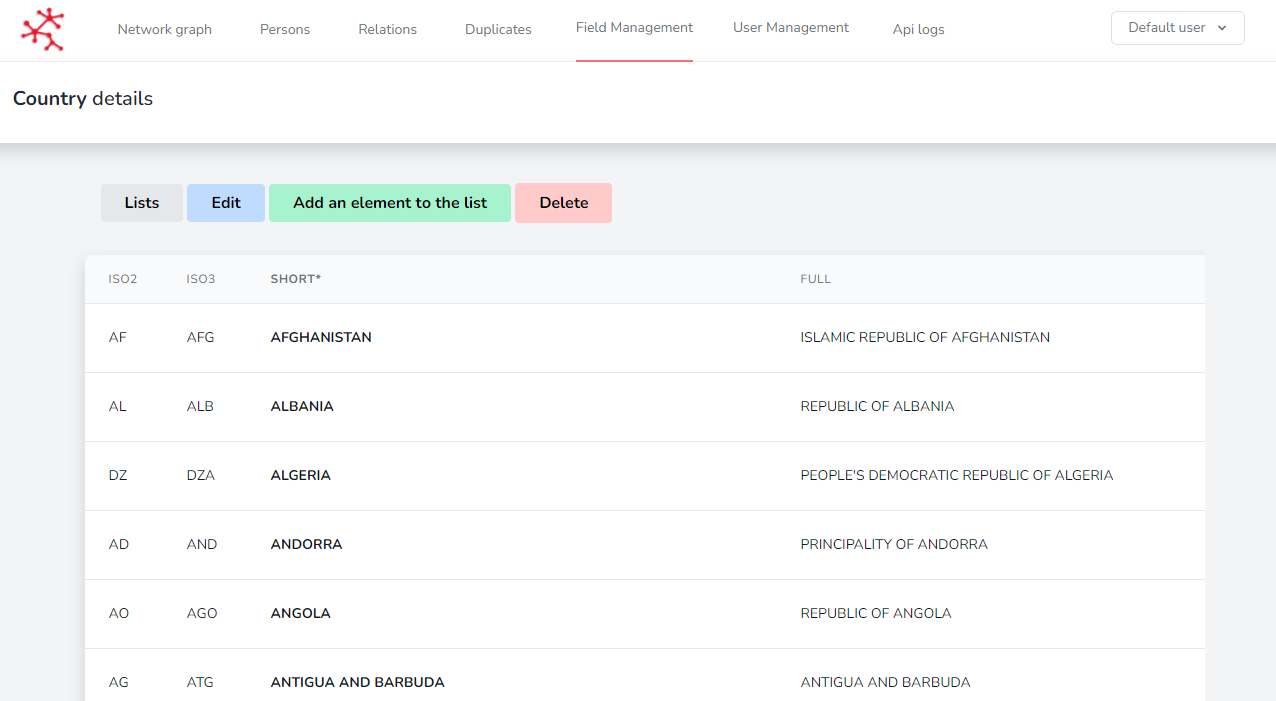 Network graph Persons Relations Duplicates Field Management User Management Api logs Default user
Country details
Lists Edit Add an element to the list Delete
ISO2 ISO3 SHORT* FULL
AF AFG AFGHANISTAN ISLAMIC REPUBLIC OF AFGHANISTAN
AL ALB ALBANIA REPUBLIC OF ALBANIA
DZ DZA ALGERIA PEOPLE'S DEMOCRATIC REPUBLIC OF ALGERIA
AD AND ANDORRA PRINCIPALITY OF ANDORRA
AO AGO ANGOLA REPUBLIC OF ANGOLA
AG ATG ANTIGUA AND BARBUDA ANTIGUA AND BARBUDA